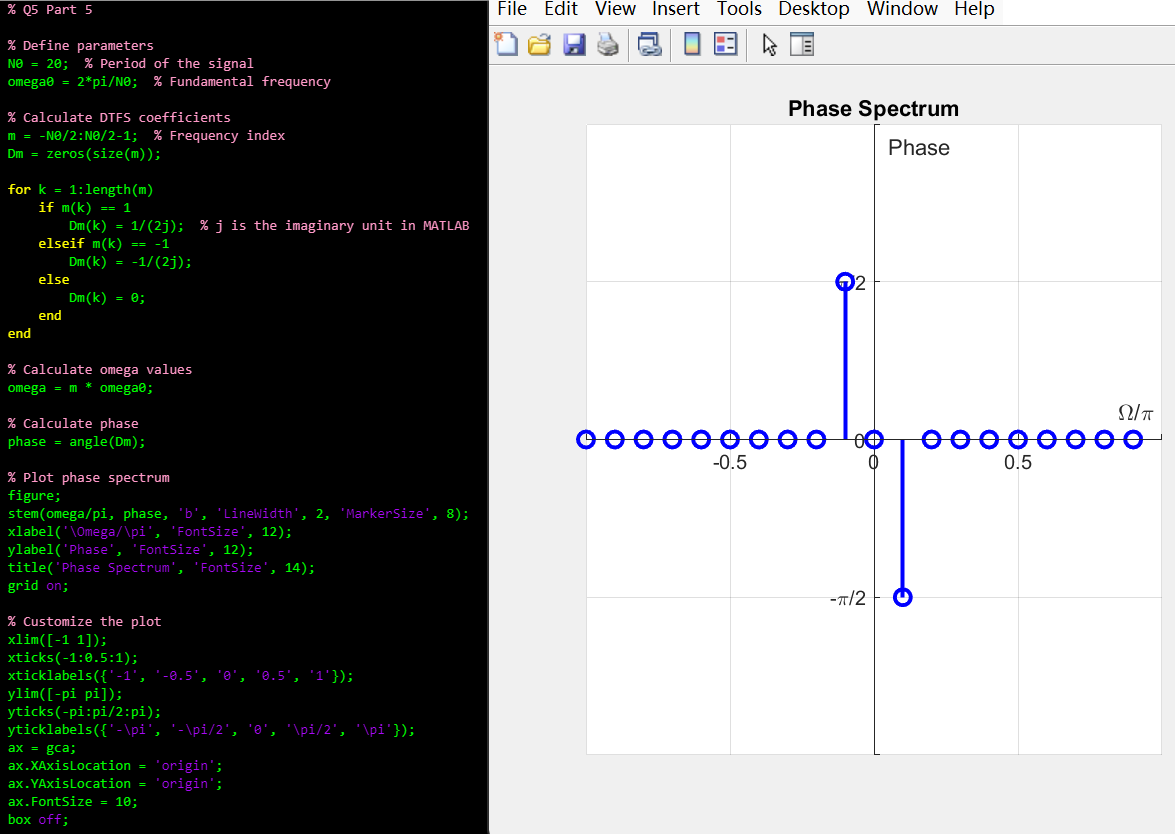 % Q5 Part 5
% Define parameters
N0 = 20;  % Period of the signal
omega0 = 2*pi/N0;  % Fundamental frequency
% Calculate DTFS coefficients
m = -N0/2:N0/2-1;  % Frequency index
Dm = zeros(size(m));
for k = 1:length(m)
    if m(k) == 1
        Dm(k) = 1/(2j);  % j is the imaginary unit in MATLAB
    elseif m(k) == -1
        Dm(k) = -1/(2j);
    else
        Dm(k) = 0;
    end
end
% Calculate omega values
omega = m * omega0;
% Calculate phase
phase = angle(Dm);
% Plot phase spectrum
figure;
stem(omega/pi, phase, 'b', 'LineWidth', 2, 'MarkerSize', 8);
xlabel('\Omega/\pi', 'FontSize', 12);
ylabel('Phase', 'FontSize', 12);
title('Phase Spectrum', 'FontSize', 14);
grid on;
% Customize the plot
xlim([-1 1]);
xticks(-1:0.5:1);
xticklabels({'-1', '-0.5', '0', '0.5', '1'});
ylim([-pi pi]);
yticks(-pi:pi/2:pi);
yticklabels({'-\pi', '-\pi/2', '0', '\pi/2', '\pi'});
ax = gca;
ax.XAxisLocation = 'origin';
ax.YAxisLocation = 'origin';
ax.FontSize = 10;
box off;
File Edit View Insert Tools Desktop Window Help
Phase Spectrum
Phase
π/2
Ω/π
0
-0.5 0 0.5
-π/2